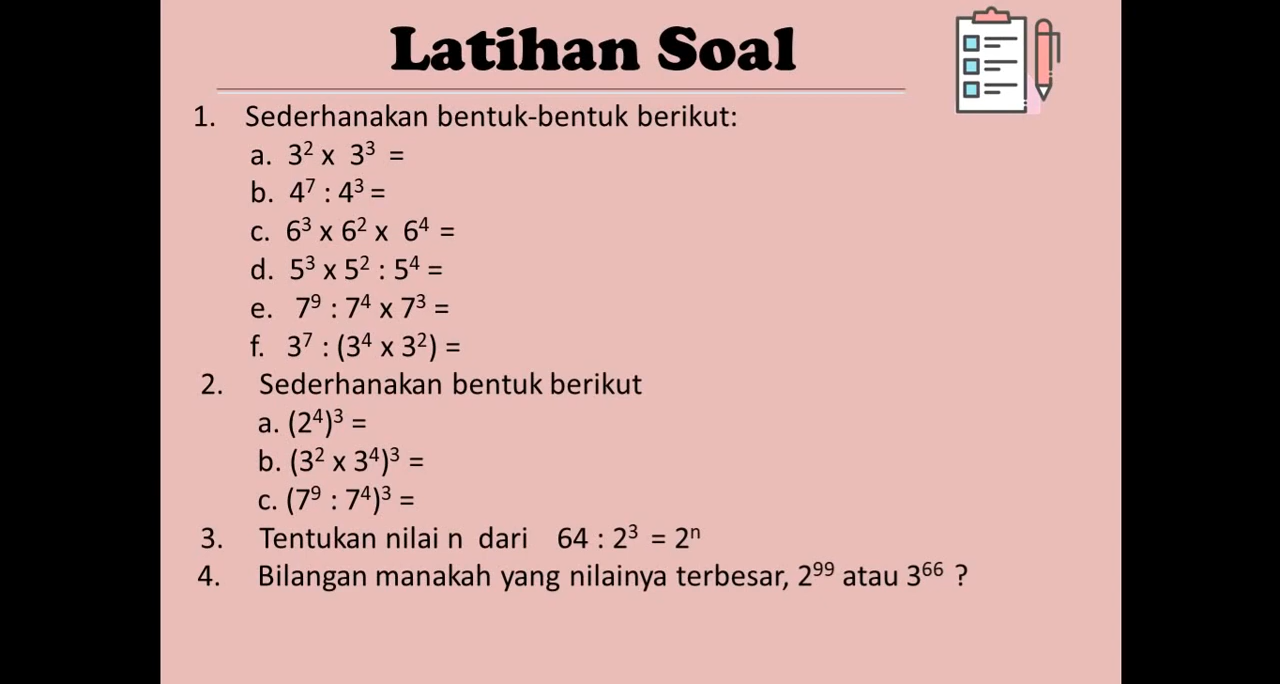 Latihan Soal
1. Sederhanakan bentuk-bentuk berikut:
a. 3² x 3³ =
b. 4⁷ : 4³ =
c. 6³ x 6² x 6⁴ =
d. 5³ x 5² : 5⁴ =
e. 7⁹ : 7⁴ x 7³ =
f. 3⁷ : (3⁴ x 3²) =
2. Sederhanakan bentuk berikut
a. (2⁴)³ =
b. (3² x 3⁴)³ =
c. (7⁹ : 7⁴)³ =
3. Tentukan nilai n dari 64 : 2³ = 2ⁿ
4. Bilangan manakah yang nilainya terbesar, 2⁹⁹ atau 3⁶⁶ ?